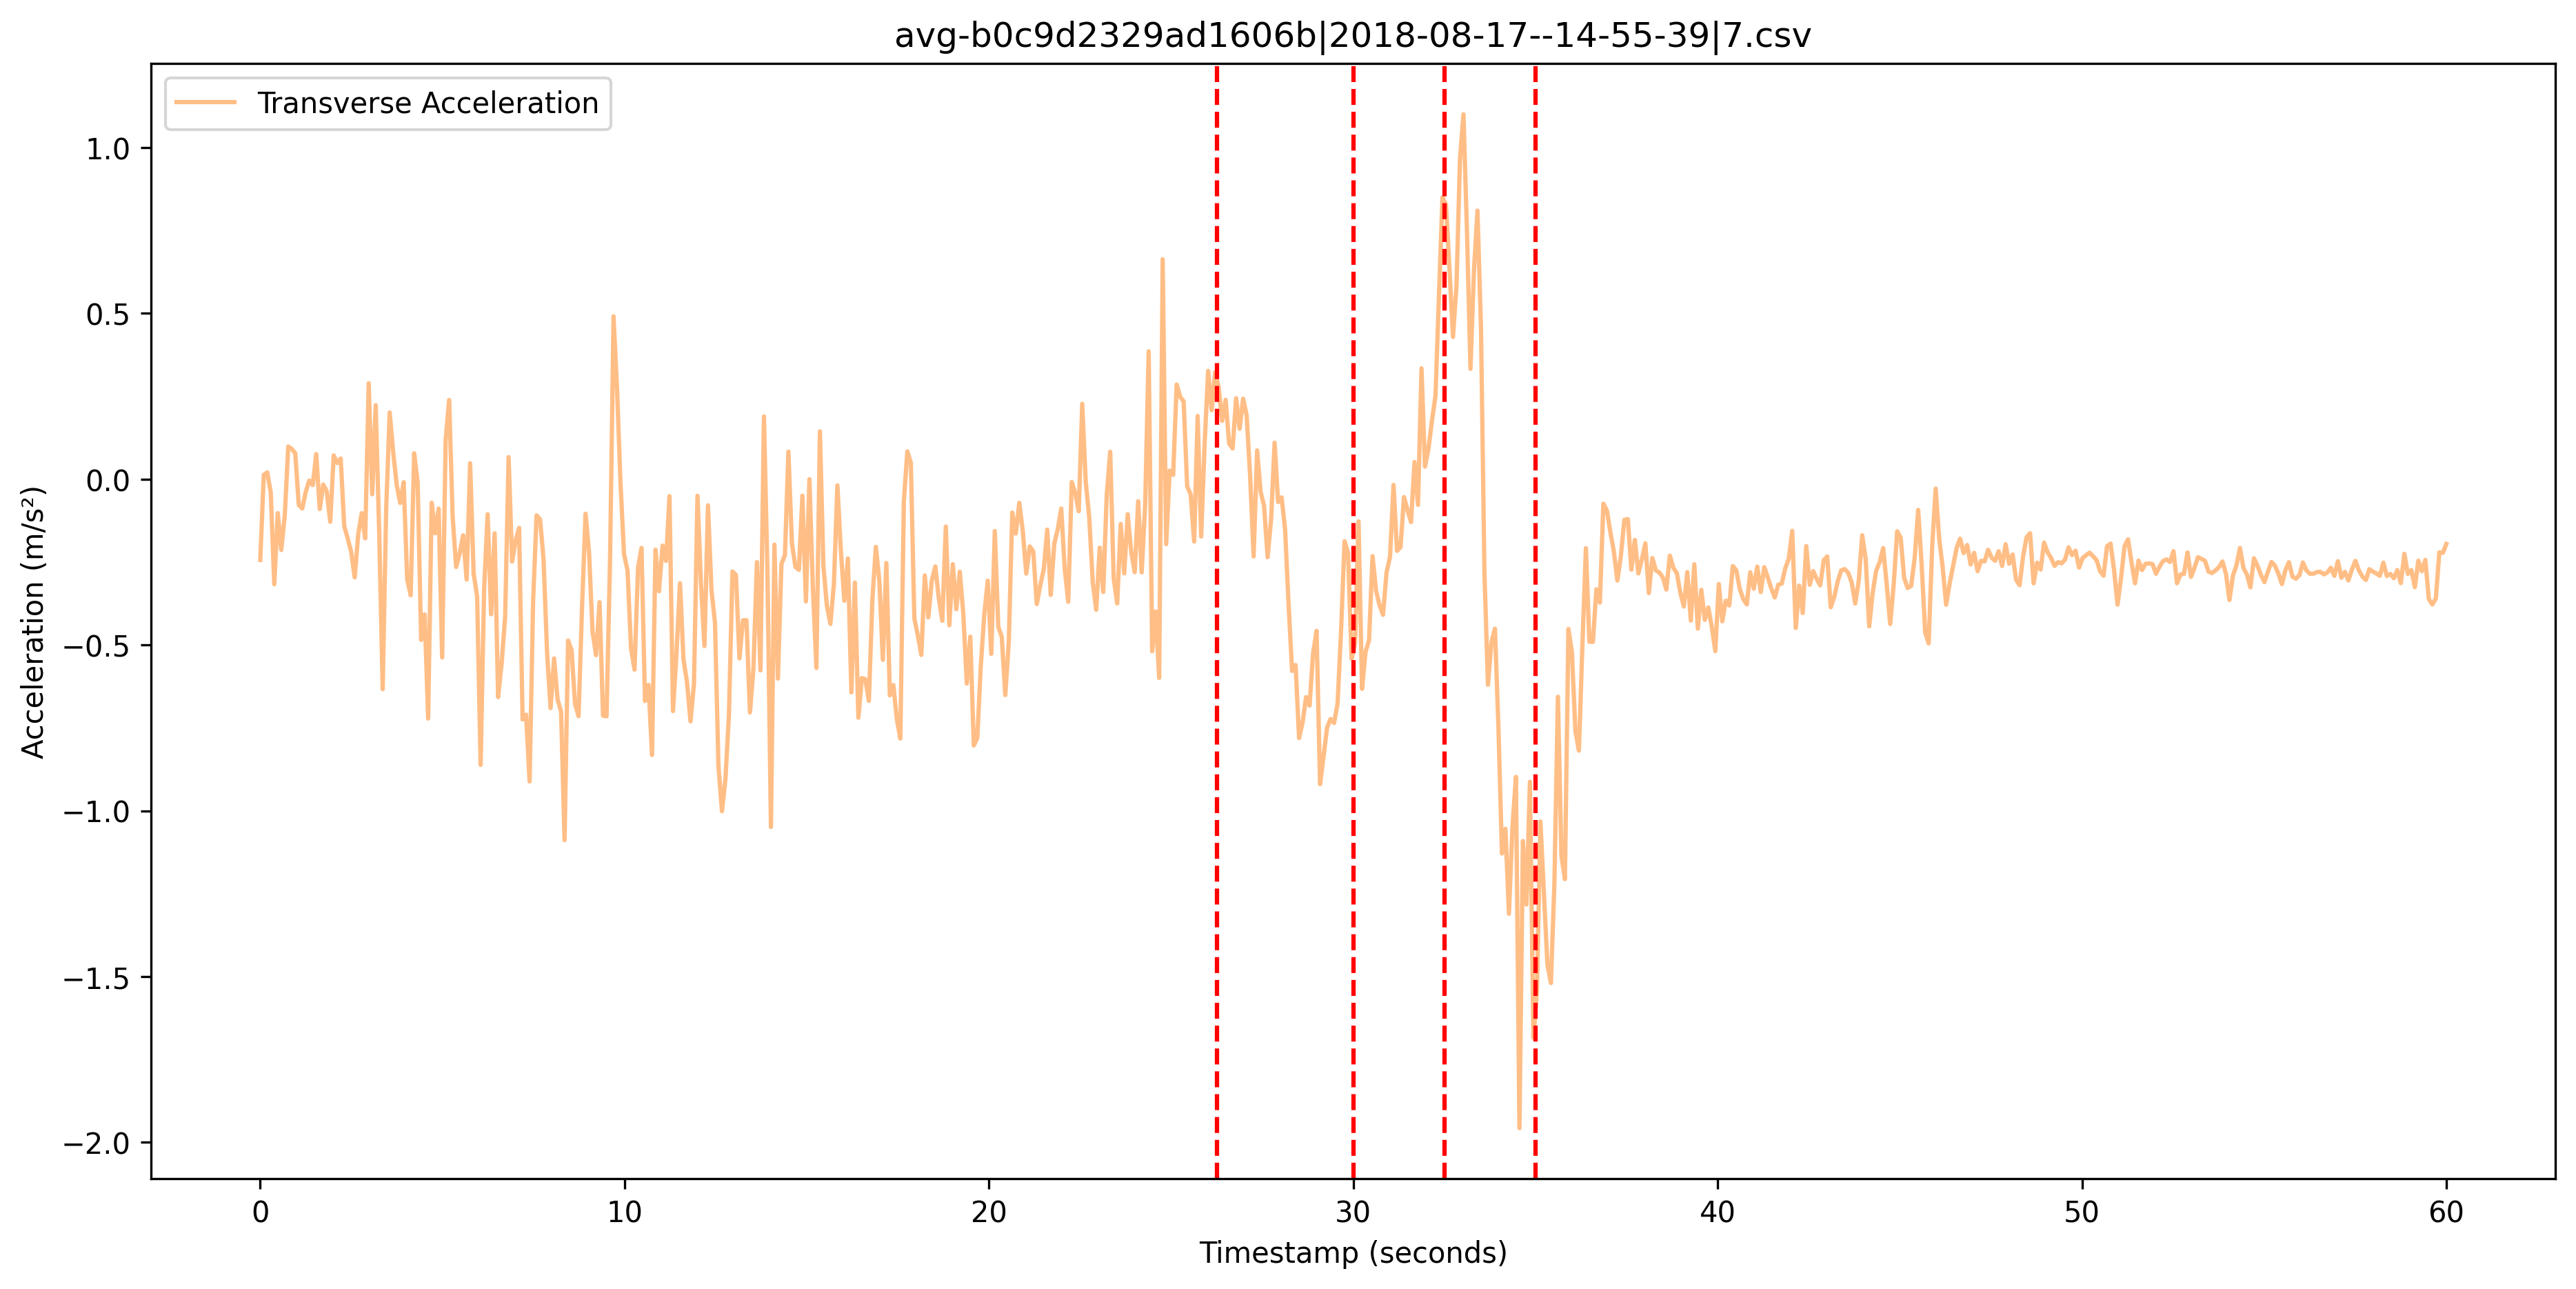 avg-b0c9d2329ad1606b|2018-08-17--14-55-39|7.csv
Transverse Acceleration
1.0
0.5
0.0
−0.5
−1.0
−1.5
−2.0
Acceleration (m/s²)
0 10 20 30 40 50 60
Timestamp (seconds)